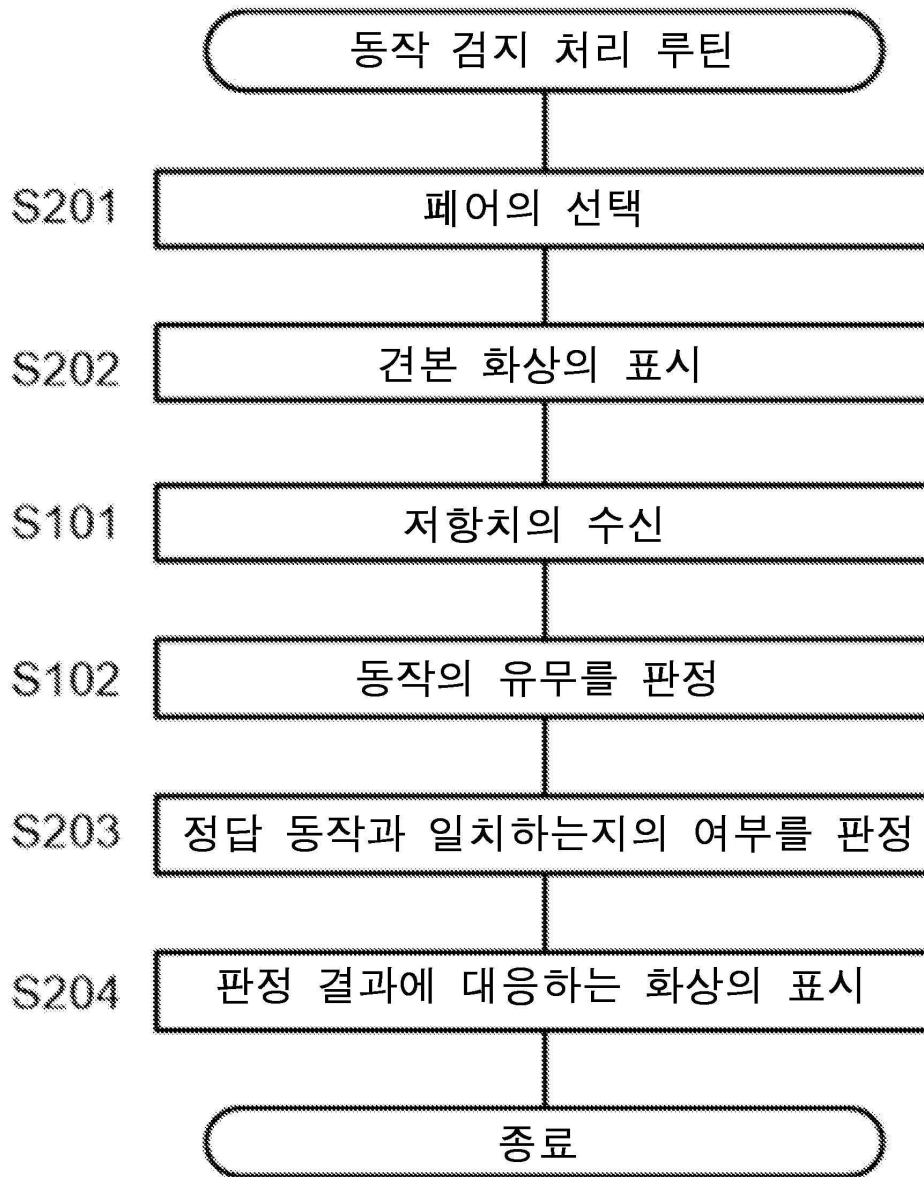 동작 검지 처리 루틴
S201
페어의 선택
S202
견본 화상의 표시
S101
저항치의 수신
S102
동작의 유무를 판정
S203
정답 동작과 일치하는지의 여부를 판정
S204
판정 결과에 대응하는 화상의 표시
종료